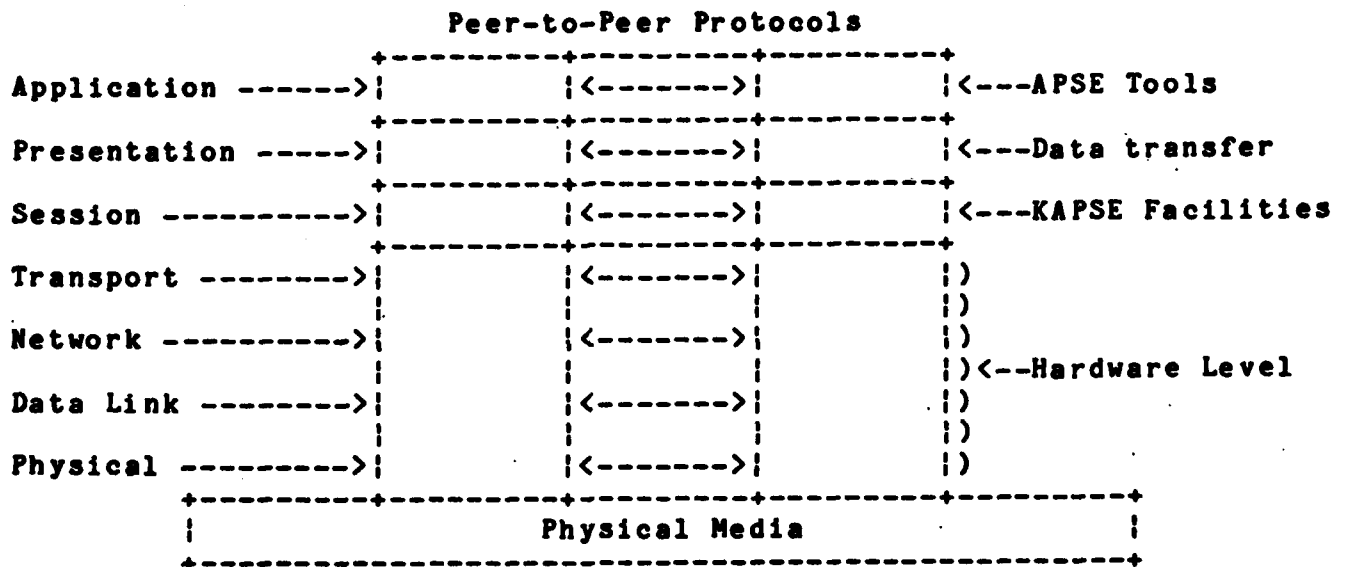 Peer-to-Peer Protocols
Application ------>| |<------->| |<---APSE Tools
Presentation ----->| |<------->| |<---Data transfer
Session ---------->| |<------->| |<---KAPSE Facilities
Transport -------->| |<------->| |)
Network ---------->| |<------->| |)
)<--Hardware Level
Data Link -------->| |<------->| |)
Physical --------->| |<------->| |)
Physical Media